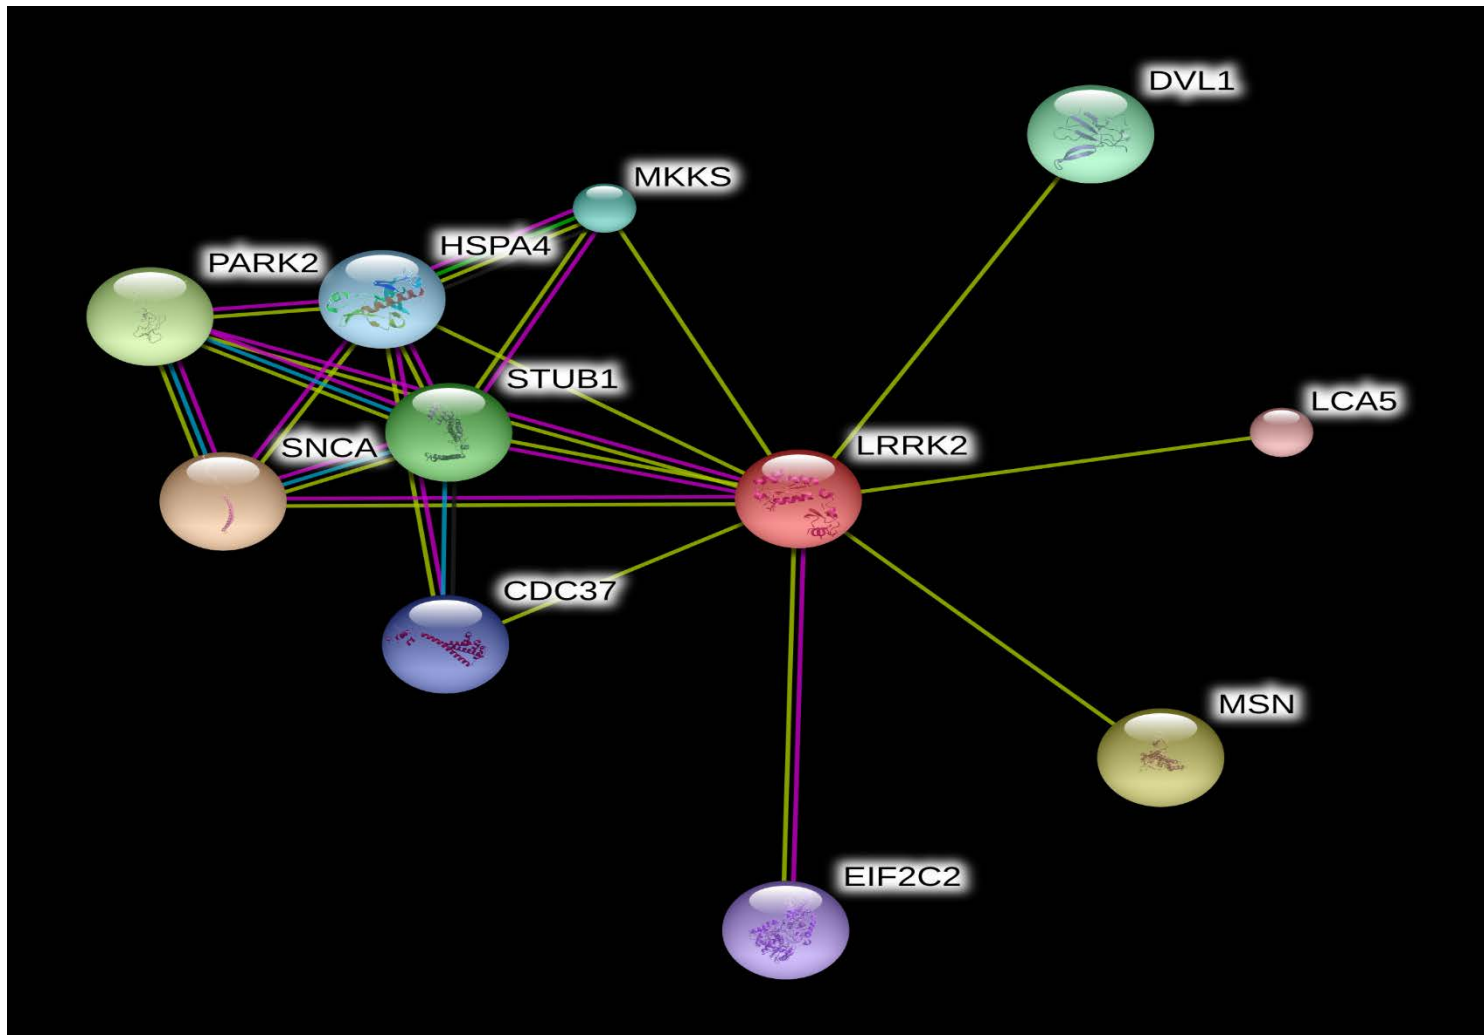 DVL1
MKKS
HSPA4
PARK2
STUB1
LCA5
SNCA
LRRK2
CDC37
MSN
EIF2C2